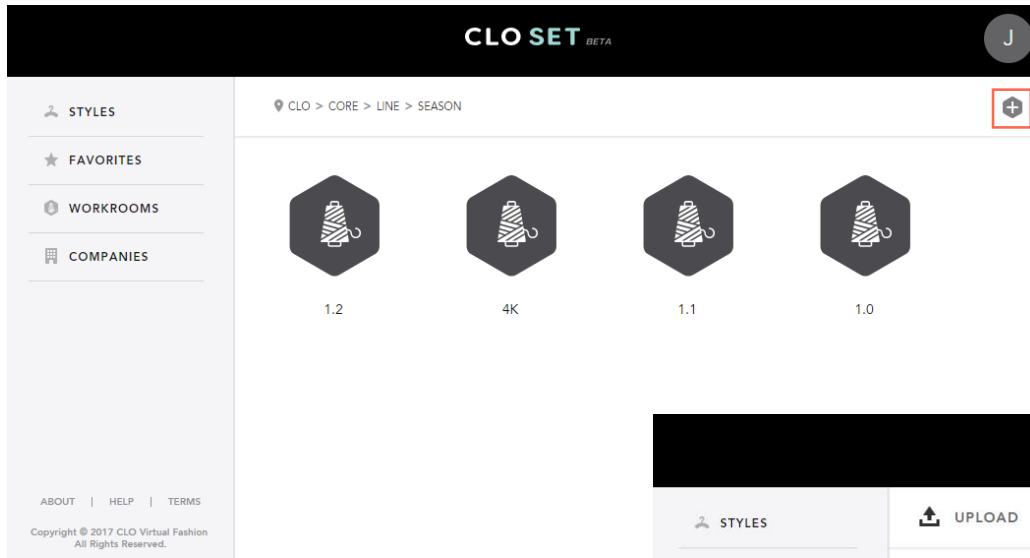 CLO SET BETA
J
STYLES
FAVORITES
WORKROOMS
COMPANIES
CLO > CORE > LINE > SEASON
1.2
4K
1.1
1.0
ABOUT | HELP | TERMS
Copyright © 2017 CLO Virtual Fashion
All Rights Reserved.
STYLES
UPLOAD